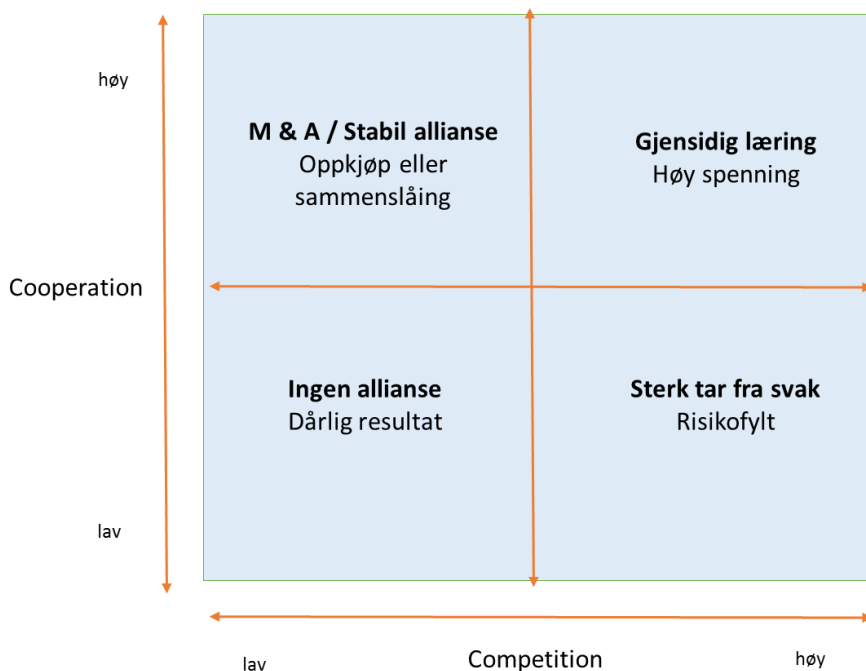 høy
M & A / Stabil allianse
Oppkjøp eller
sammenslåing
Gjensidig læring
Høy spenning
Cooperation
Ingen allianse
Dårlig resultat
Sterk tar fra svak
Risikofylt
lav
lav
Competition
høy